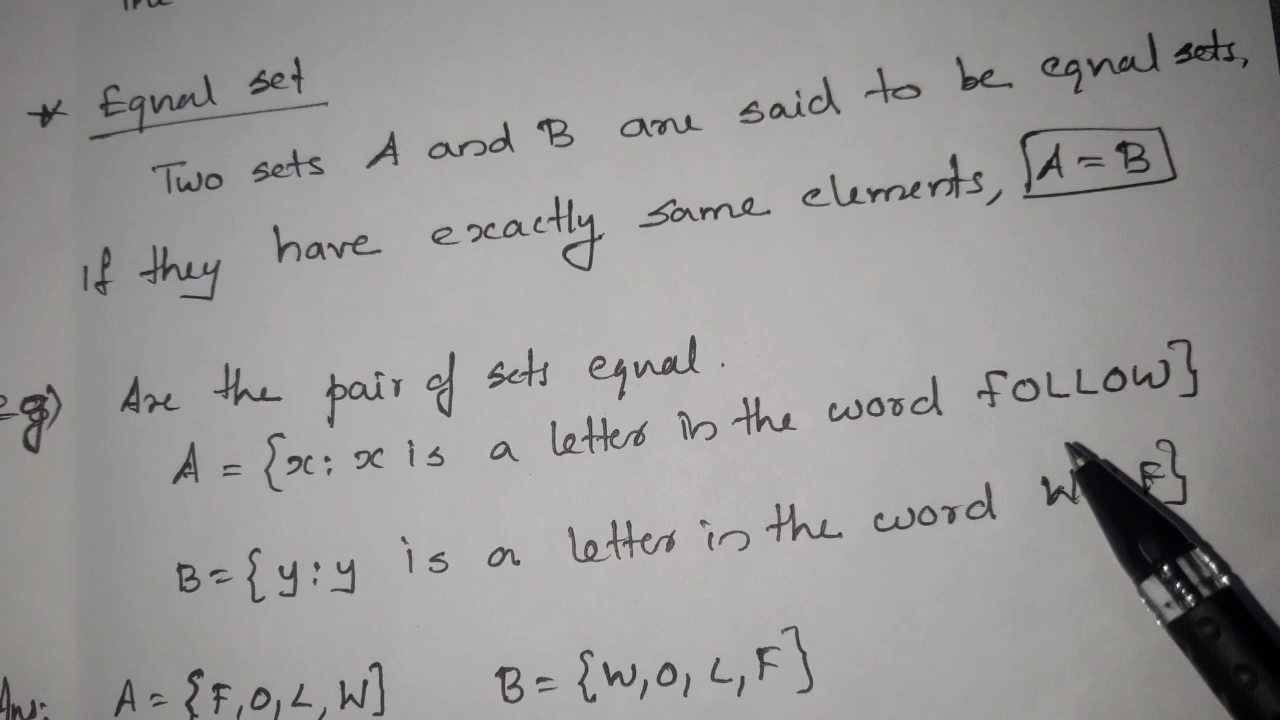 * Equal set
Two sets A and B are said to be equal sets,
if they have exactly same elements, A = B
eg) Are the pair of sets equal.
A = {x: x is a letter in the word FOLLOW}
B = {y: y is a letter in the word
Ans: A = {F,O,L,W} B = {W,O,L,F}